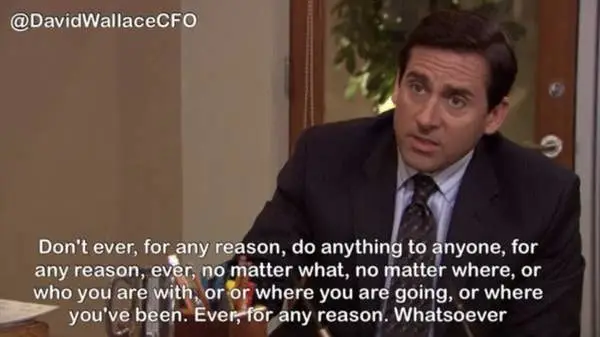 @DavidWallaceCFO
Don't ever, for any reason, do anything to anyone, for
any reason, ever, no matter what, no matter where, or
who you are with, or or where you are going, or where
you've been. Ever, for any reason. Whatsoever